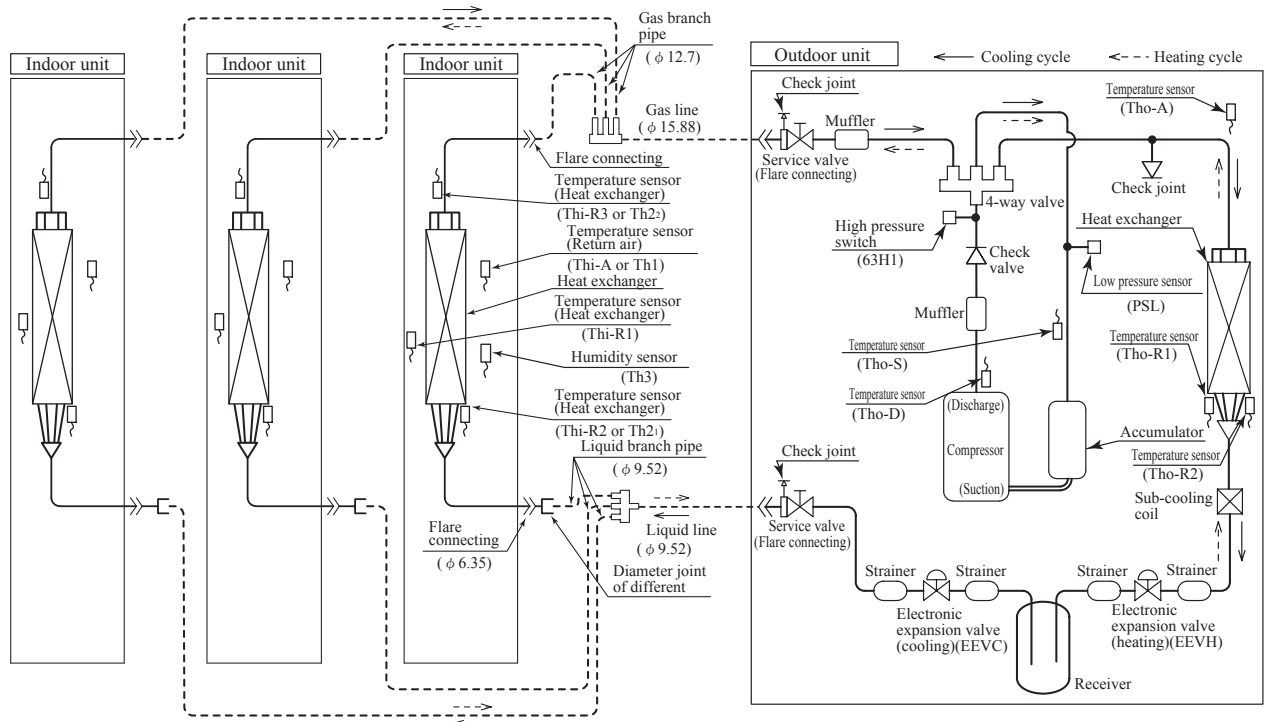 Indoor unit
Indoor unit
Indoor unit
Gas branch
pipe
( φ 12.7)
Gas line
( φ 15.88)
Flare connecting
Temperature sensor
(Heat exchanger)
(Thi-R3 or Th2₂)
Temperature sensor
(Return air)
(Thi-A or Th1)
Heat exchanger
Temperature sensor
(Heat exchanger)
(Thi-R1)
Humidity sensor
(Th3)
Temperature sensor
(Heat exchanger)
(Thi-R2 or Th2₁)
Liquid branch pipe
( φ 9.52)
Liquid line
( φ 9.52)
Flare
connecting
( φ 6.35)
Diameter joint
of different
Outdoor unit
Cooling cycle
Heating cycle
Check joint
Muffler
Service valve
(Flare connecting)
Temperature sensor
(Tho-A)
Check joint
4-way valve
High pressure
switch
(63H1)
Check
valve
Heat exchanger
Low pressure sensor
(PSL)
Muffler
Temperature sensor
(Tho-S)
Temperature sensor
(Tho-R1)
Temperature sensor
(Tho-D)
(Discharge)
Compressor
(Suction)
Accumulator
Temperature sensor
(Tho-R2)
Check joint
Service valve
(Flare connecting)
Sub-cooling
coil
Strainer
Strainer
Electronic
expansion valve
(cooling)(EEVC)
Strainer
Strainer
Electronic
expansion valve
(heating)(EEVH)
Receiver